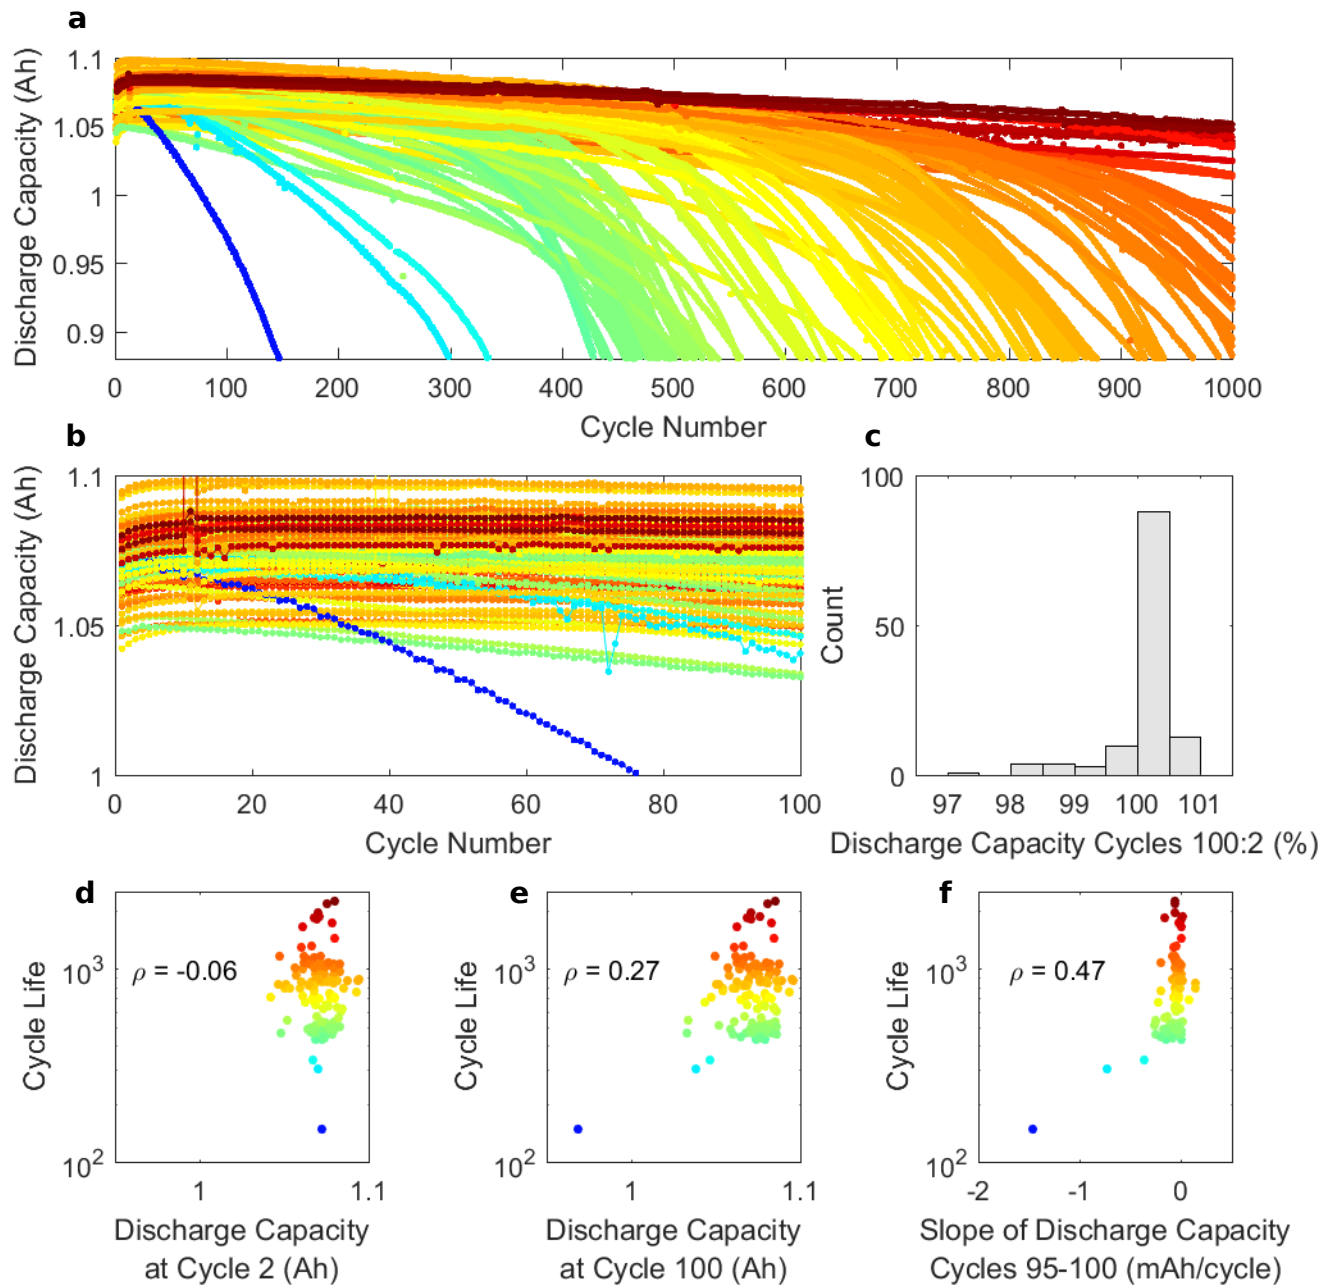 a
Discharge Capacity (Ah)
1.1
1.05
1
0.95
0.9
0 100 200 300 400 500 600 700 800 900 1000
Cycle Number
b
Discharge Capacity (Ah)
1.1
1.05
1
0 20 40 60 80 100
Cycle Number
c
Count
100
50
0
97 98 99 100 101
Discharge Capacity Cycles 100:2 (%)
d
Cycle Life
10³
10²
ρ = -0.06
1 1.1
Discharge Capacity
at Cycle 2 (Ah)
e
Cycle Life
10³
10²
ρ = 0.27
1 1.1
Discharge Capacity
at Cycle 100 (Ah)
f
Cycle Life
10³
10²
ρ = 0.47
-2 -1 0
Slope of Discharge Capacity
Cycles 95-100 (mAh/cycle)